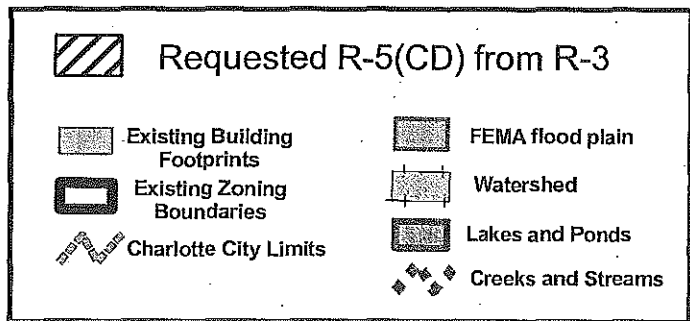 Requested R-5(CD) from R-3
Existing Building
Footprints
Existing Zoning
Boundaries
Charlotte City Limits
FEMA flood plain
Watershed
Lakes and Ponds
Creeks and Streams